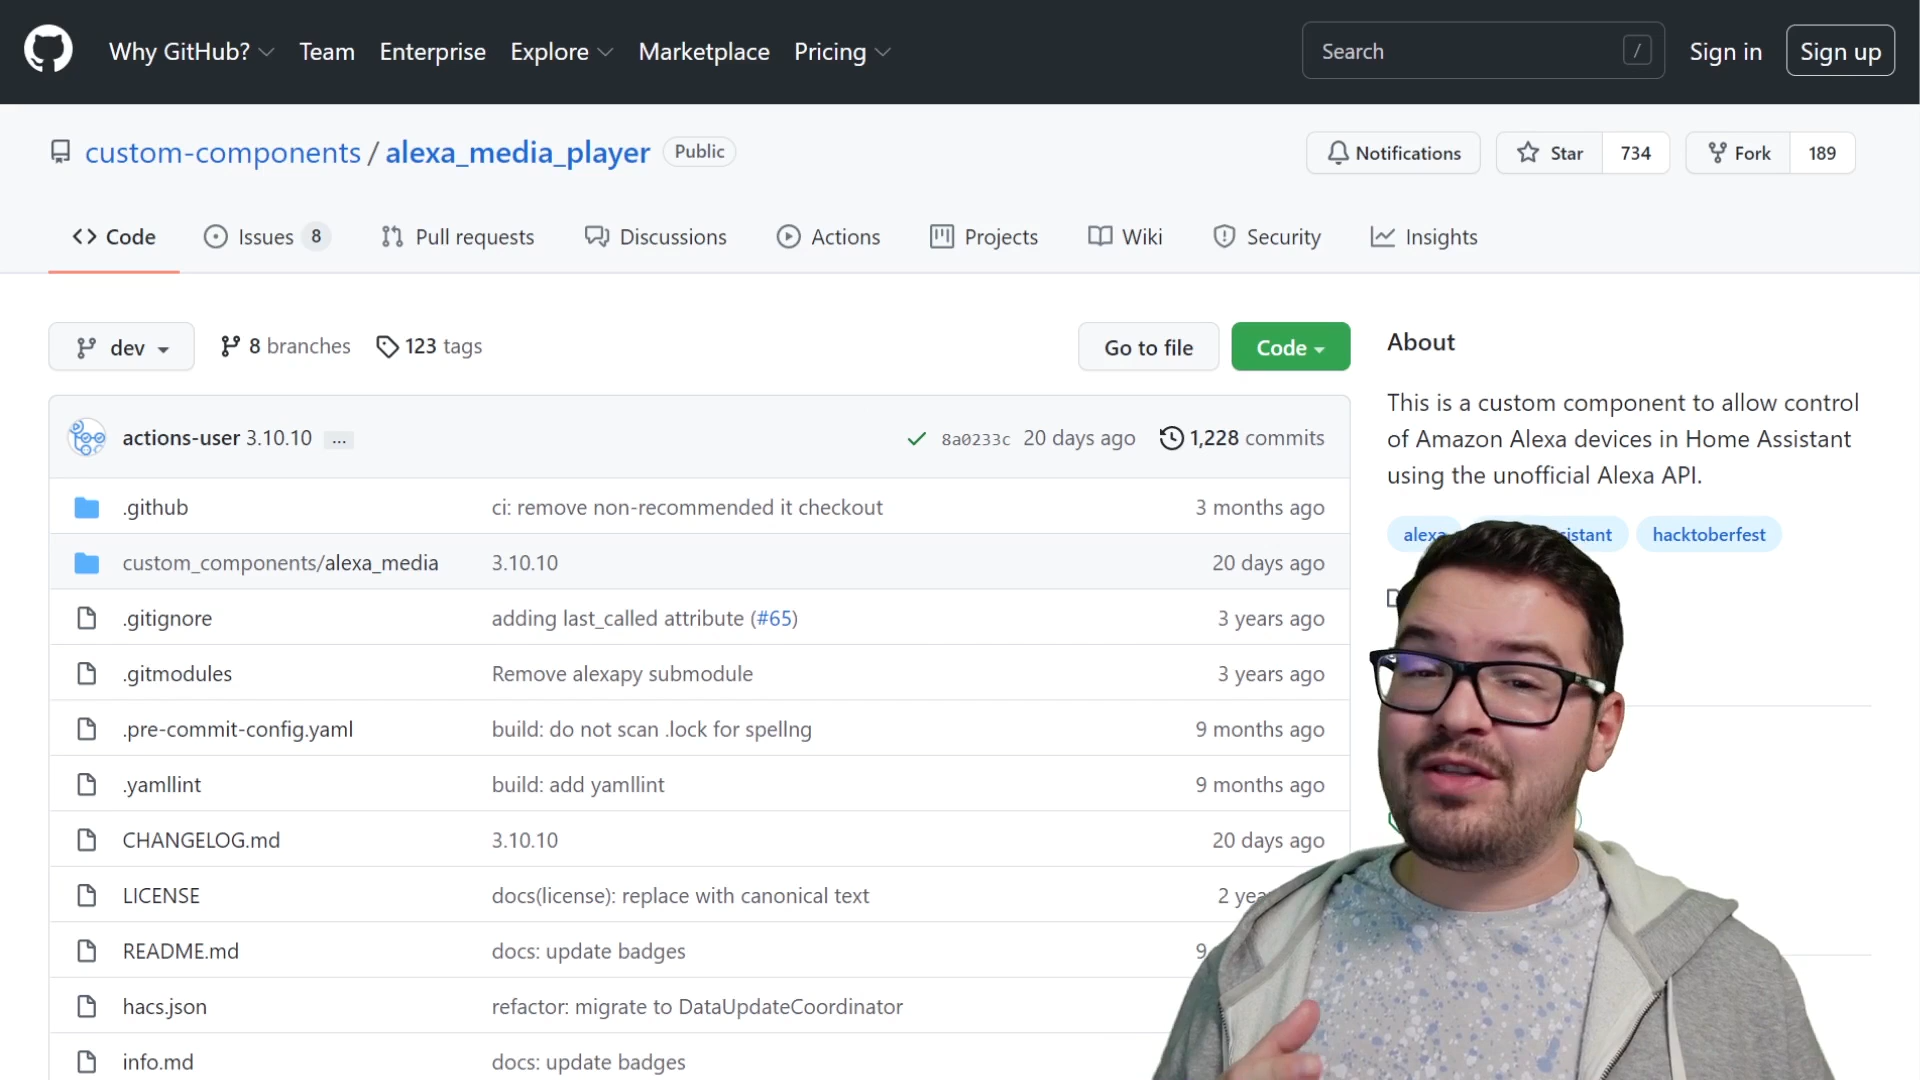 Why GitHub? Team Enterprise Explore Marketplace Pricing Search / Sign in Sign up
custom-components / alexa_media_player Public Notifications Star 734 Fork 189
Code Issues 8 Pull requests Discussions Actions Projects Wiki Security Insights
dev 8 branches 123 tags Go to file Code
About
This is a custom component to allow control
of Amazon Alexa devices in Home Assistant
using the unofficial Alexa API.
alexa hacktoberfest
actions-user 3.10.10 ... 8a0233c 20 days ago 1,228 commits
.github ci: remove non-recommended it checkout 3 months ago
custom_components/alexa_media 3.10.10 20 days ago
.gitignore adding last_called attribute (#65) 3 years ago
.gitmodules Remove alexapy submodule 3 years ago
.pre-commit-config.yaml build: do not scan .lock for spellng 9 months ago
.yamllint build: add yamllint 9 months ago
CHANGELOG.md 3.10.10 20 days ago
LICENSE docs(license): replace with canonical text 2
README.md docs: update badges 9
hacs.json refactor: migrate to DataUpdateCoordinator
info.md docs: update badges